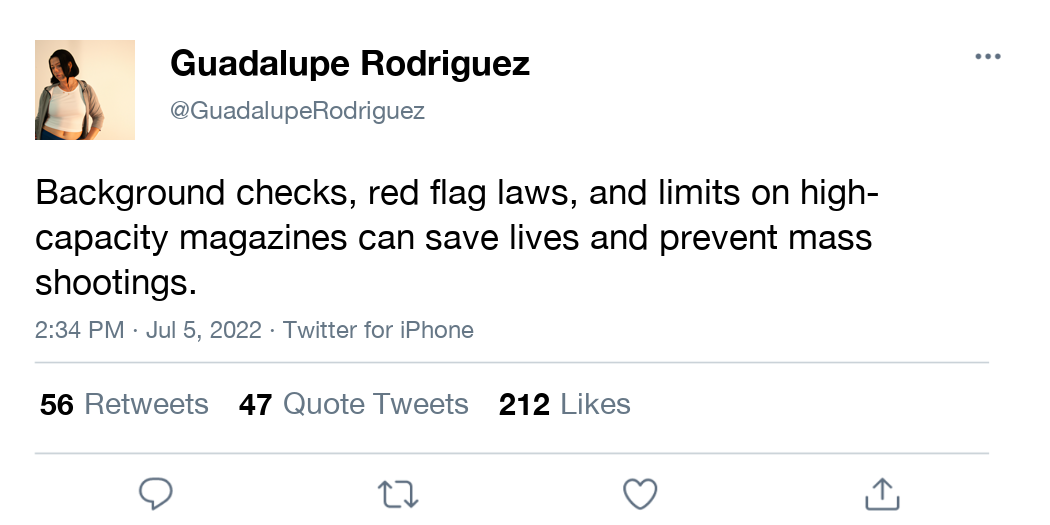 Guadalupe Rodriguez
@GuadalupeRodriguez
Background checks, red flag laws, and limits on high-
capacity magazines can save lives and prevent mass
shootings.
2:34 PM · Jul 5, 2022 · Twitter for iPhone
56 Retweets 47 Quote Tweets 212 Likes